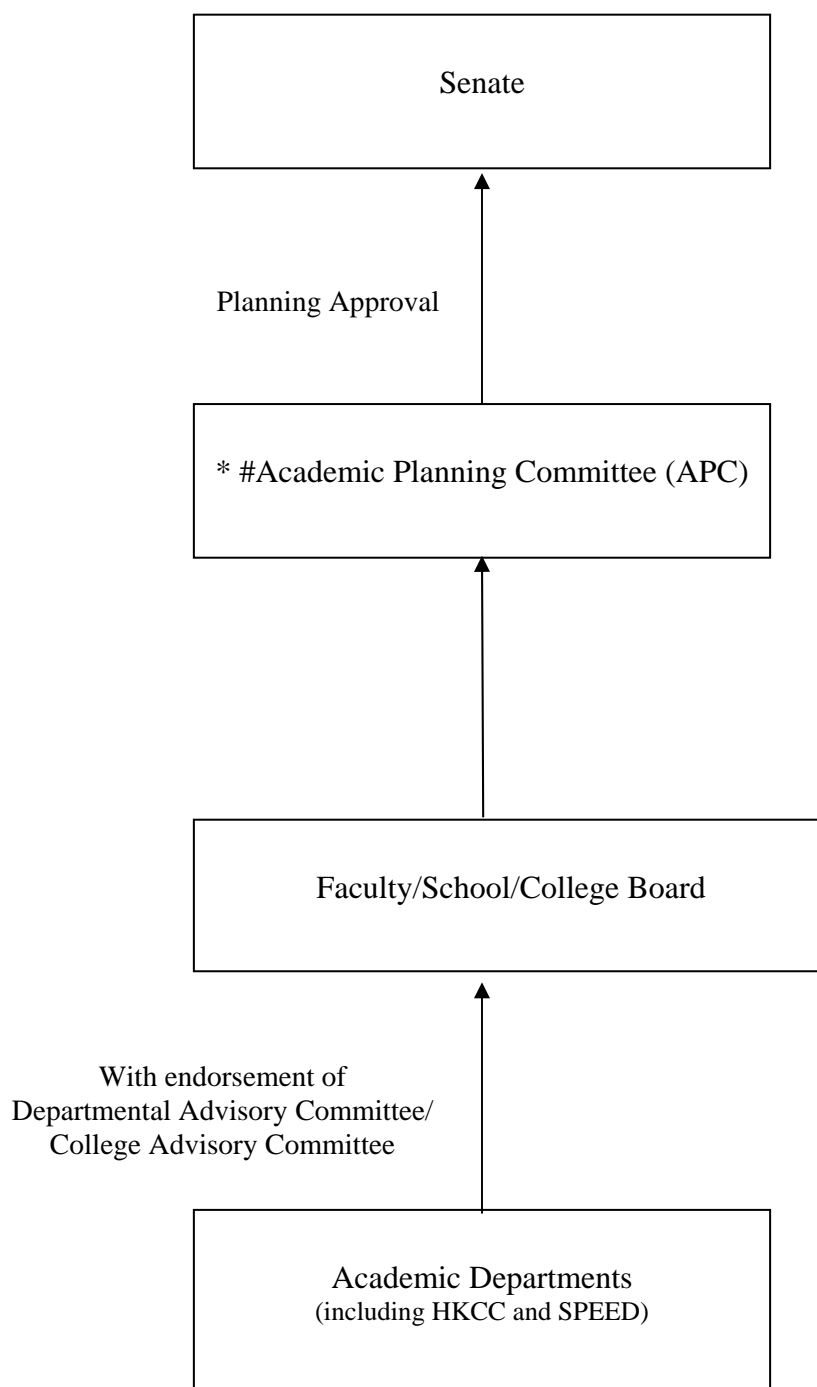 Senate
Planning Approval
* #Academic Planning Committee (APC)
Faculty/School/College Board
With endorsement of
Departmental Advisory Committee/
College Advisory Committee
Academic Departments
(including HKCC and SPEED)